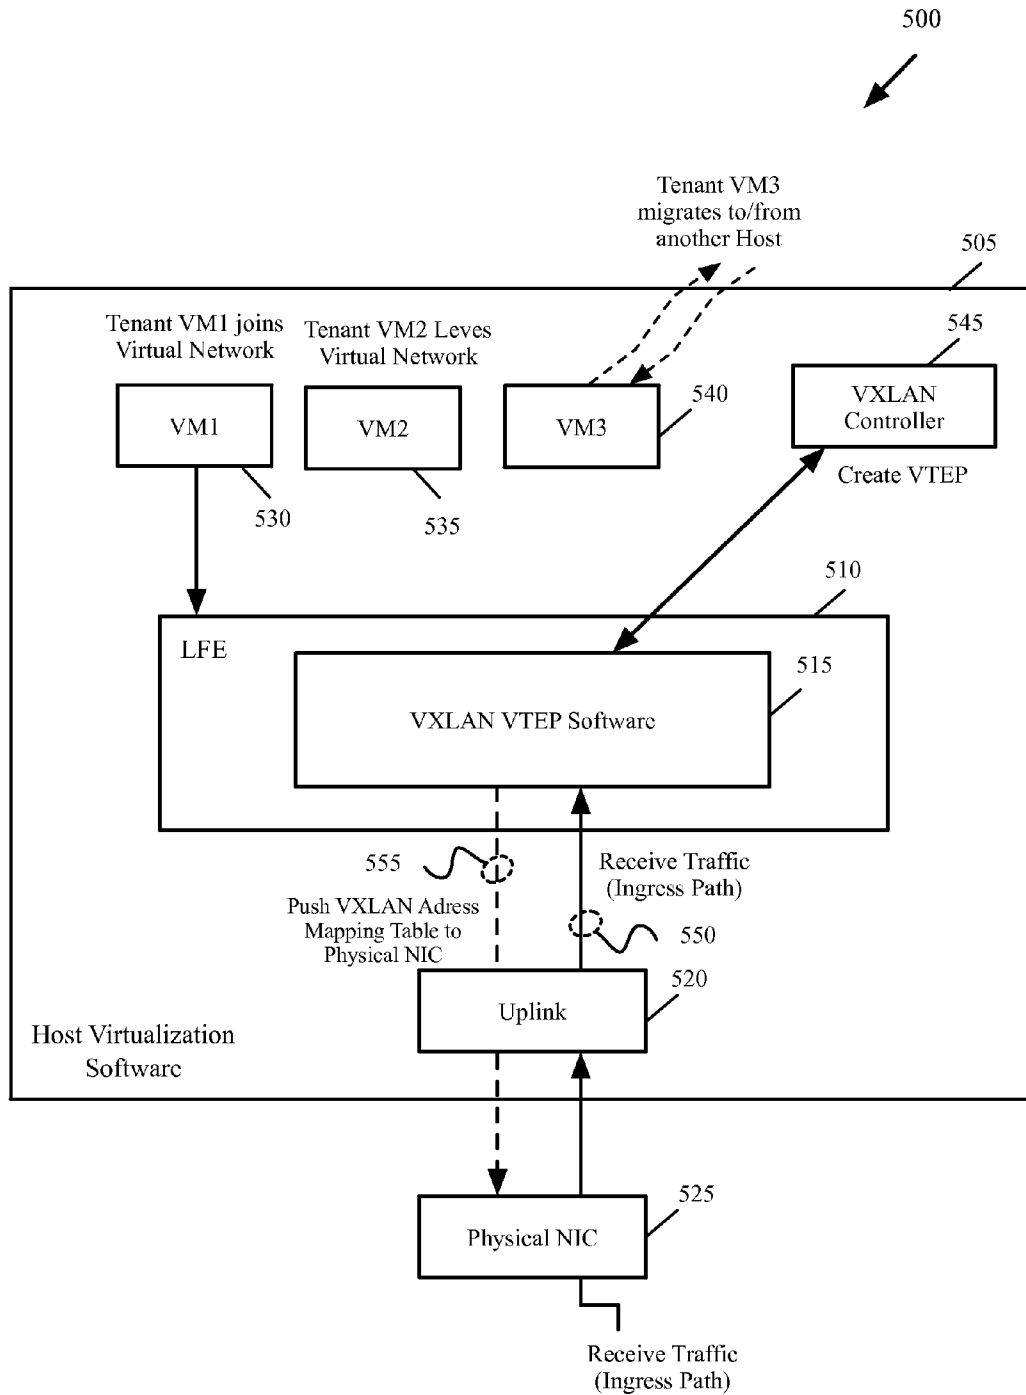 500
Tenant VM3
migrates to/from
another Host
505
Tenant VM1 joins
Virtual Network
Tenant VM2 Leves
Virtual Network
545
VM1
VM2
VM3
540
VXLAN
Controller
530
535
Create VTEP
510
LFE
515
VXLAN VTEP Software
555
Receive Traffic
(Ingress Path)
Push VXLAN Adress
Mapping Table to
Physical NIC
550
520
Uplink
Host Virtualization
Software
525
Physical NIC
Receive Traffic
(Ingress Path)